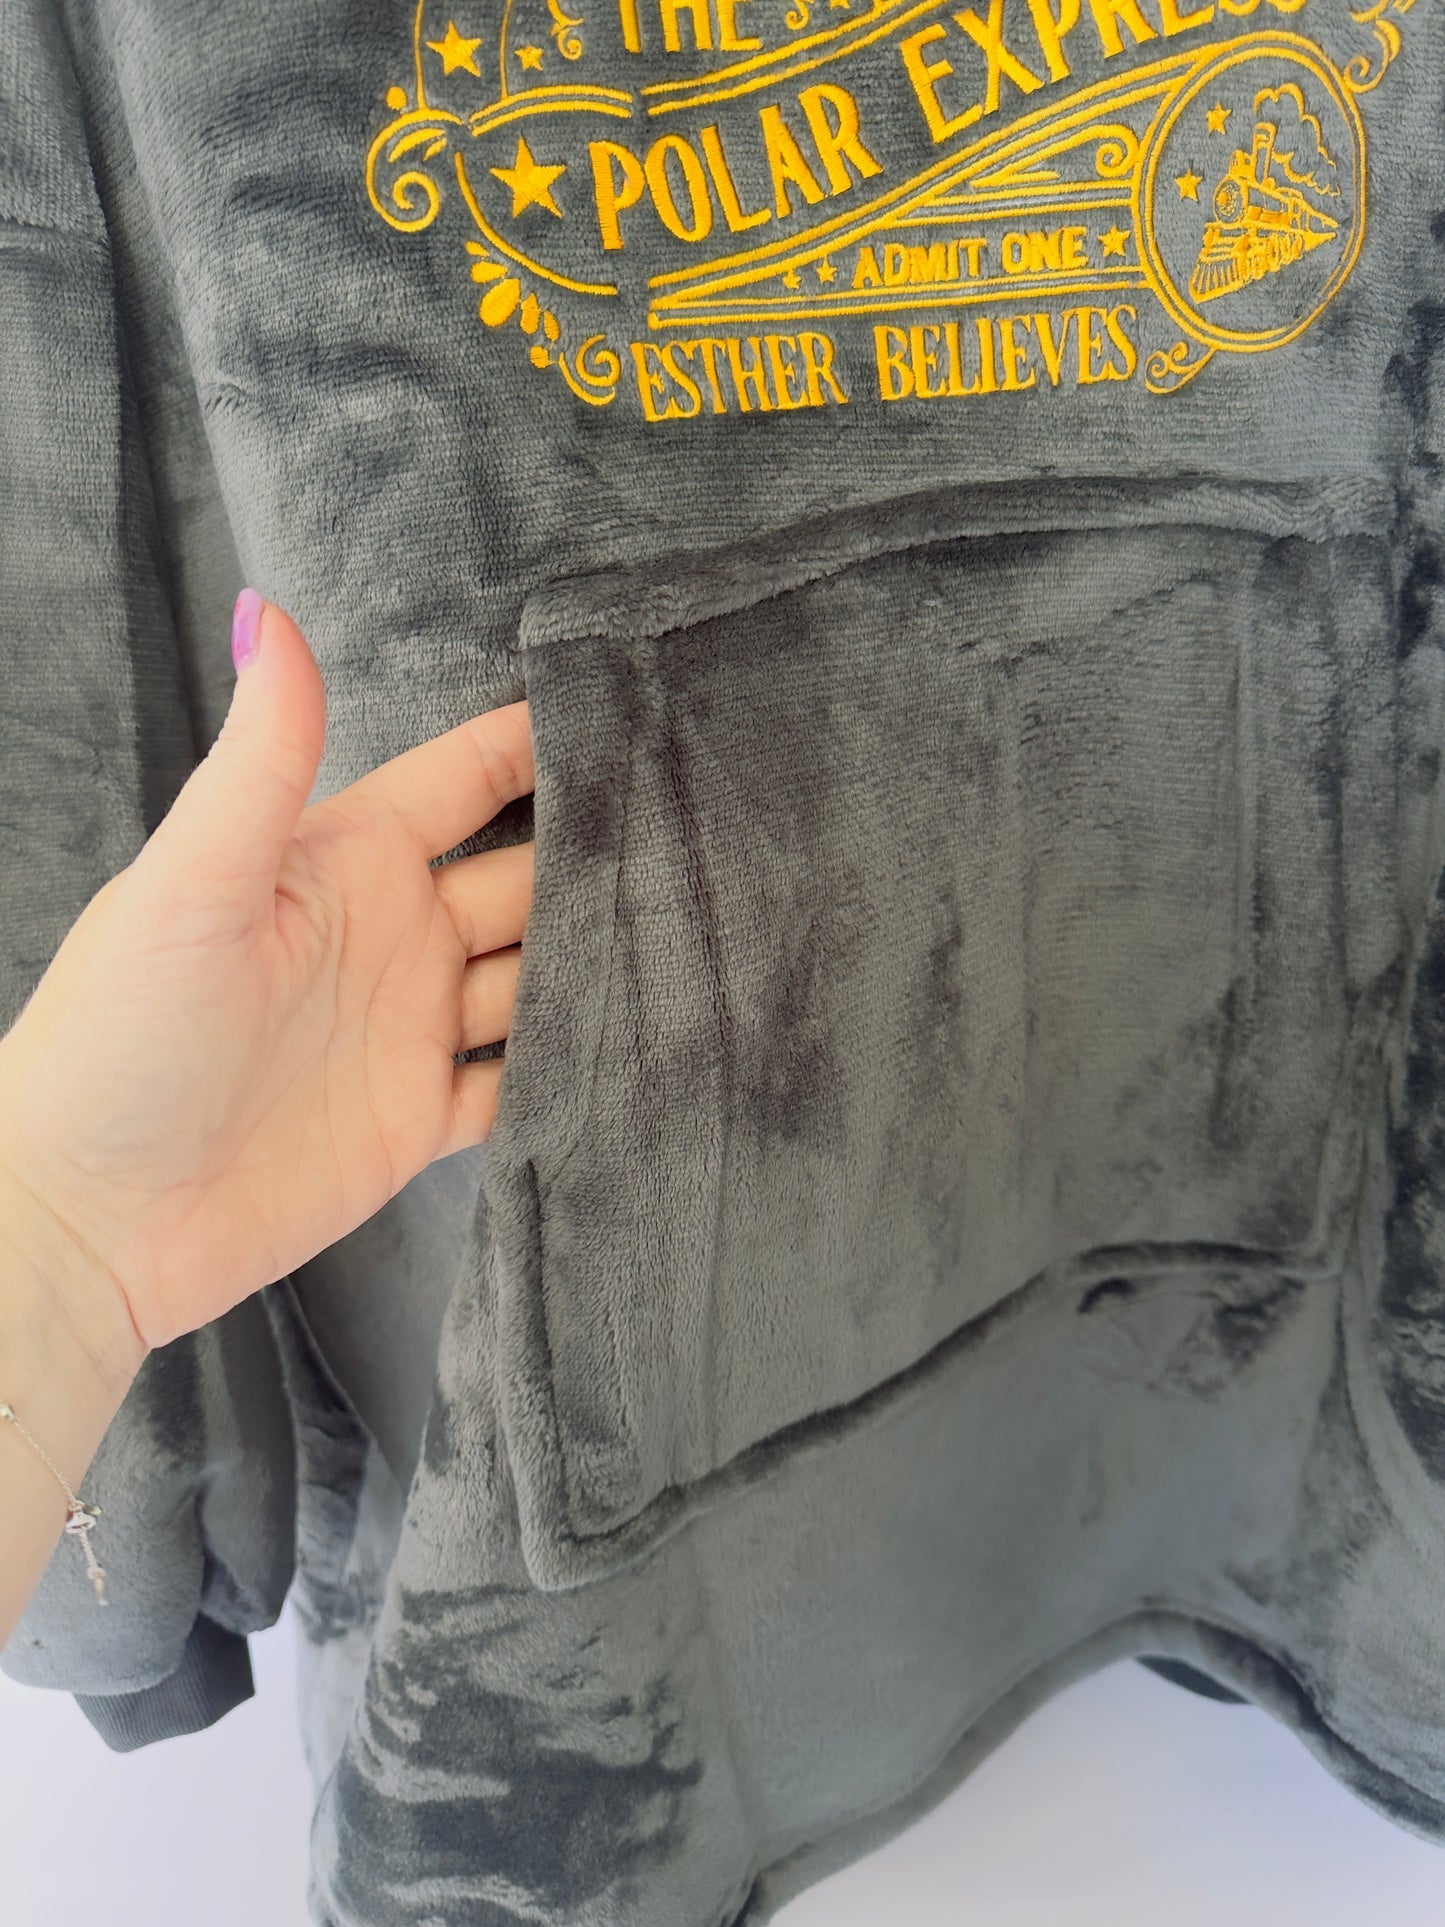 THE
POLAR EXPRESS
ADMIT ONE
ESTHER BELIEVES